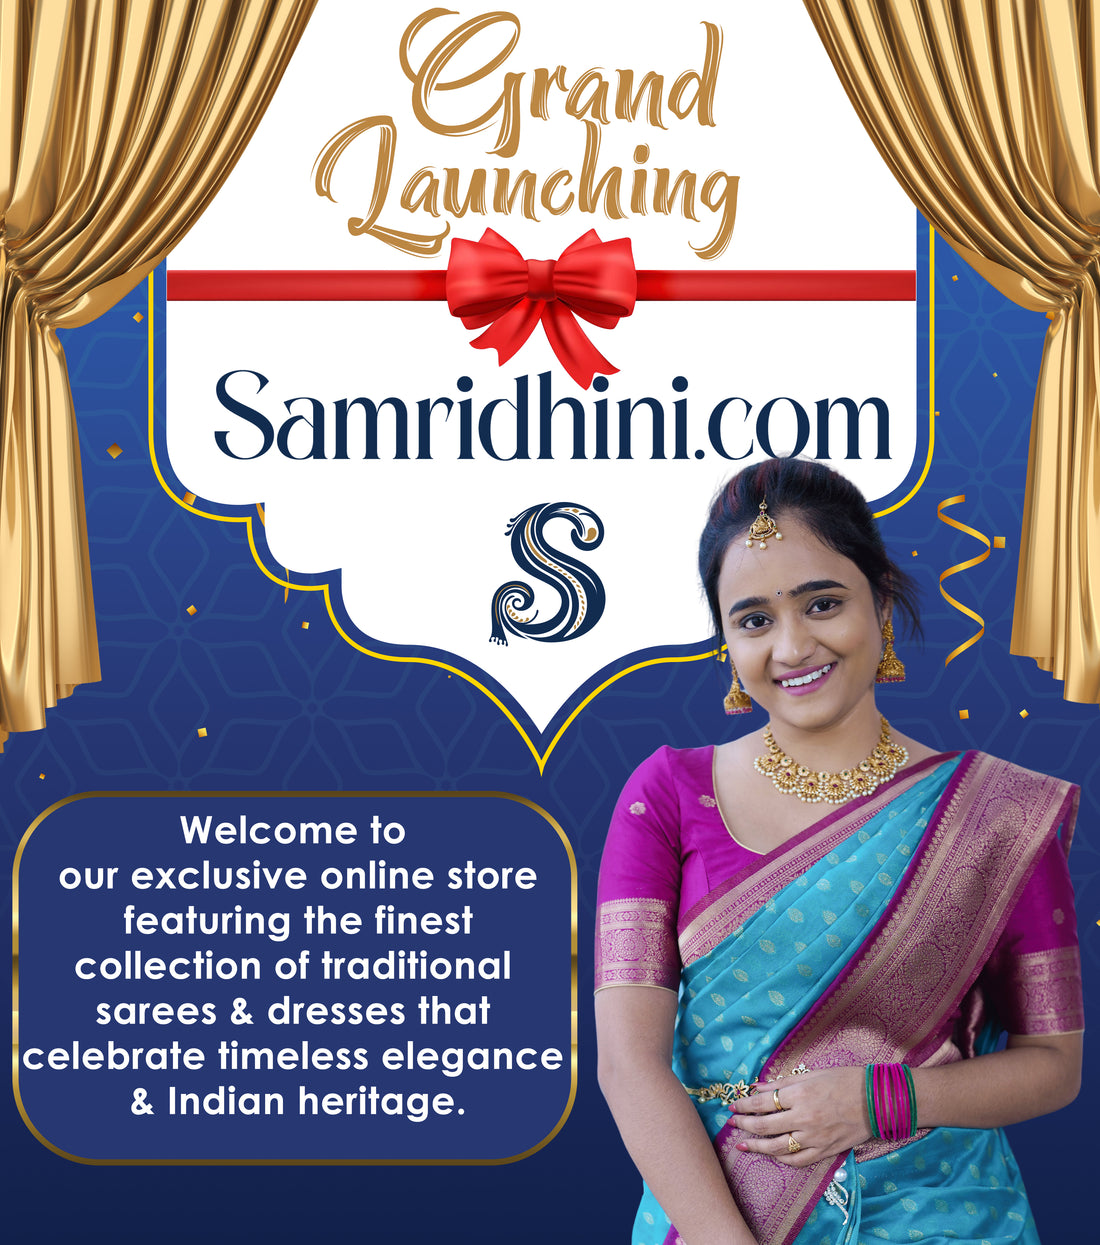 Grand
Launching
Samridhini.com
S
Welcome to
our exclusive online store
featuring the finest
collection of traditional
sarees & dresses that
celebrate timeless elegance
& Indian heritage.